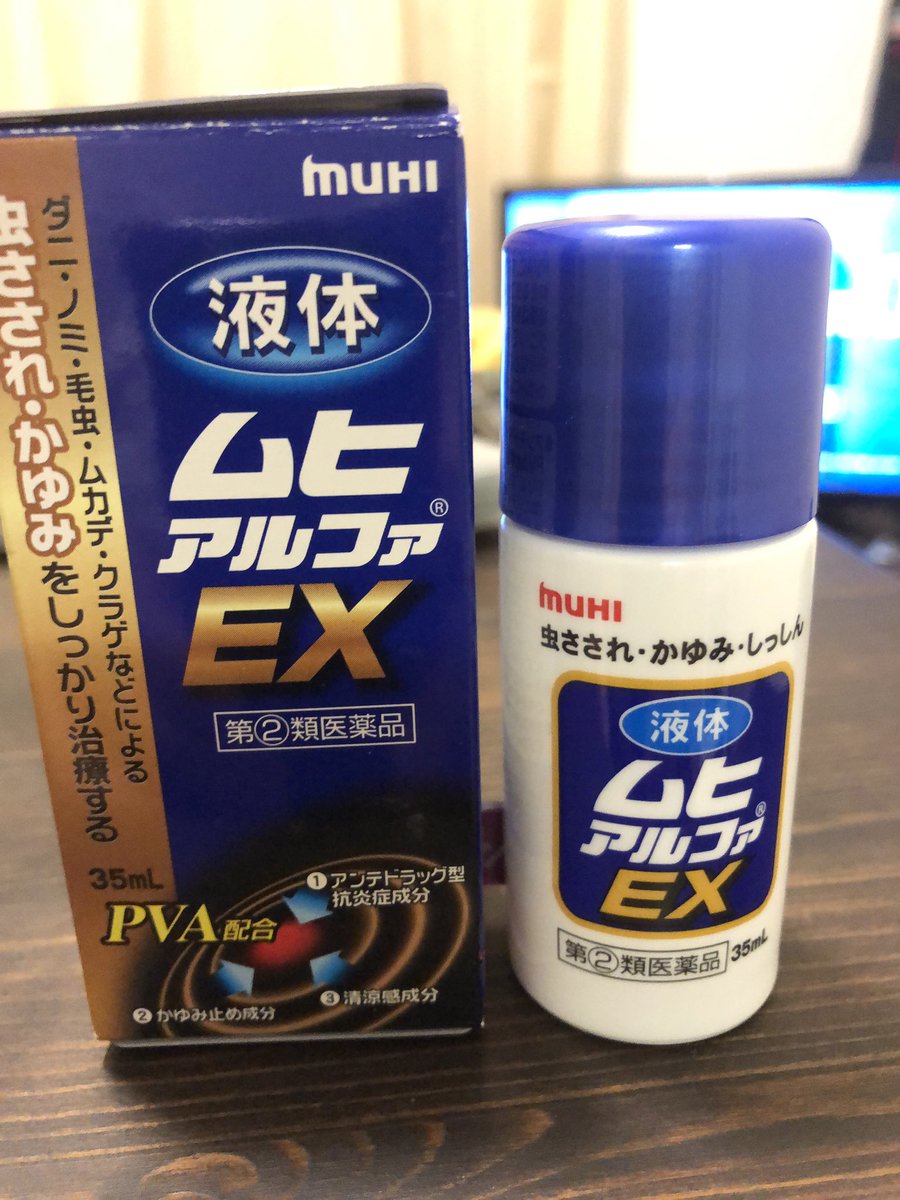 muHI
液体
ムヒ
アルファ®
EX
第②類医薬品
ダニ・ノミ・毛虫・ムカデ・クラゲなどによる
虫さされ・かゆみをしっかり治療する
35mL
PVA配合
①アンテドラッグ型
抗炎症成分
②かゆみ止め成分
③清涼感成分
muHI
虫さされ・かゆみ・しっしん
液体
ムヒ
アルファ®
EX
第②類医薬品 35mL